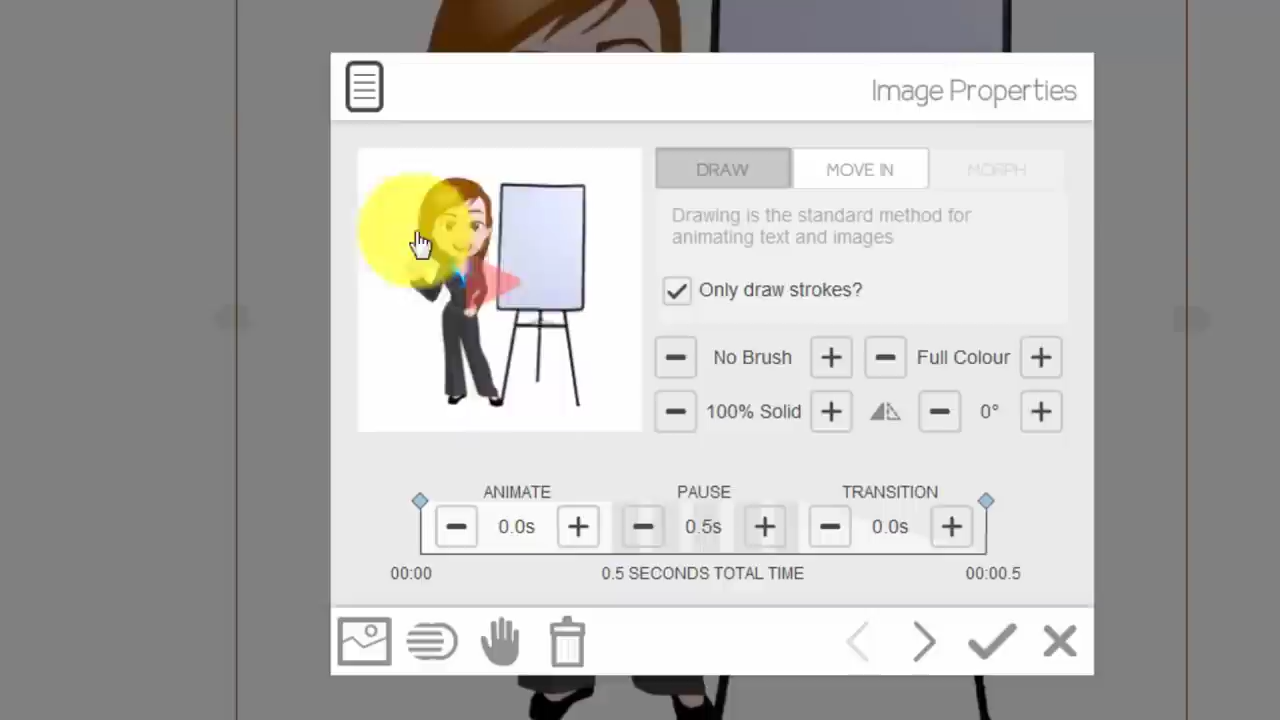 Image Properties
DRAW MOVE IN MORPH
Drawing is the standard method for
animating text and images
Only draw strokes?
No Brush Full Colour
100% Solid 0°
ANIMATE PAUSE TRANSITION
0.0s 0.5s 0.0s
00:00 0.5 SECONDS TOTAL TIME 00:00.5